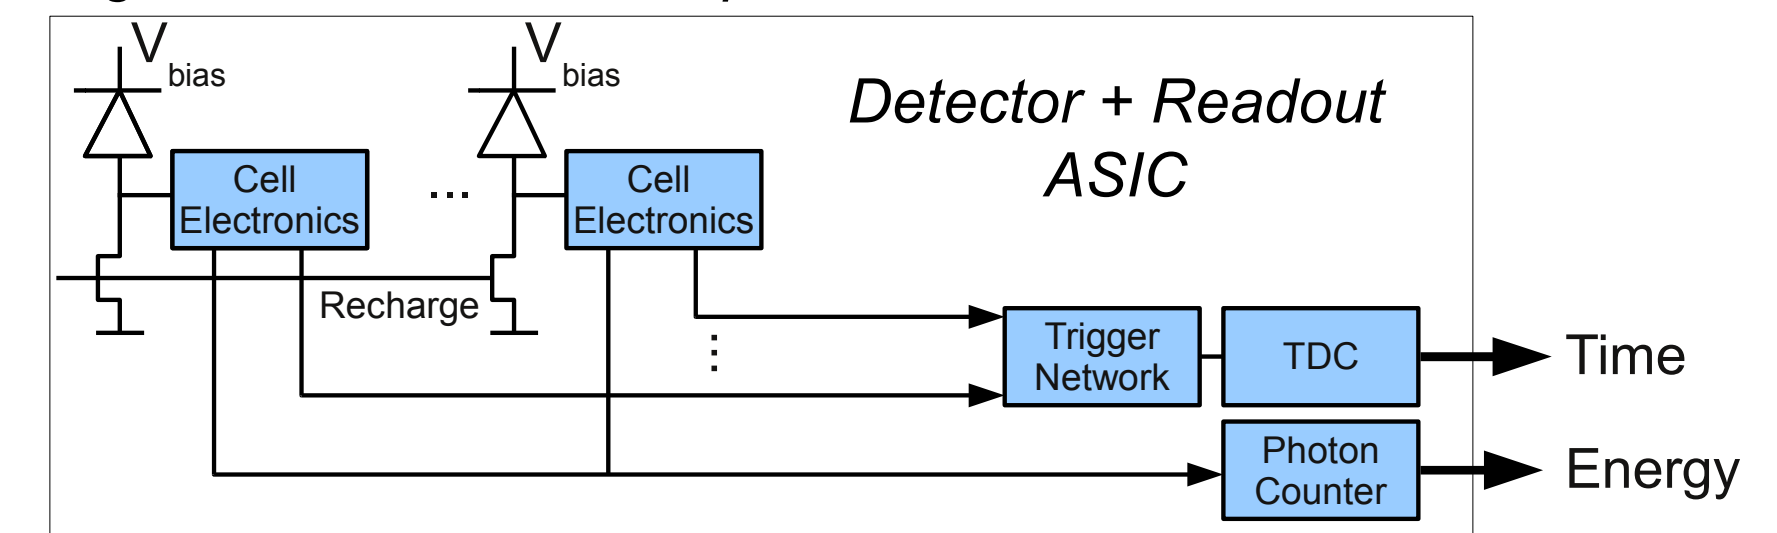 V
bias
V
bias
Detector + Readout
ASIC
Cell
Electronics
...
Cell
Electronics
Recharge
Trigger
Network
TDC
Time
Photon
Counter
Energy